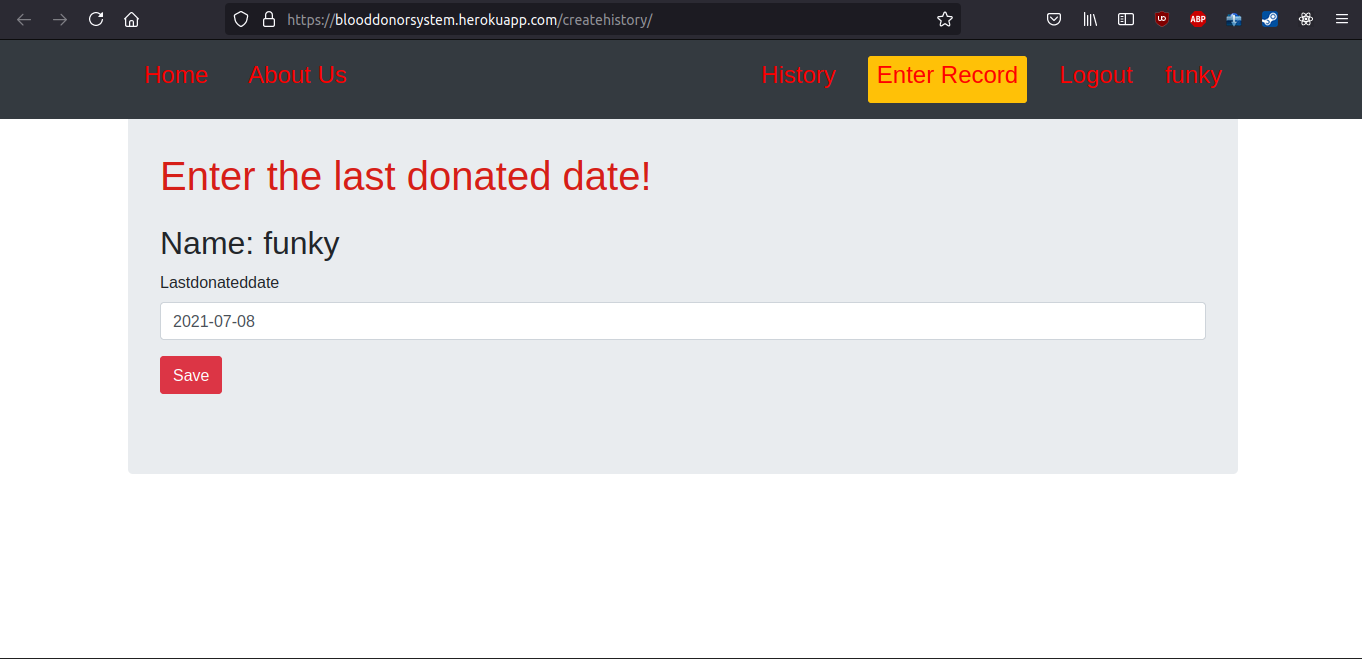 https://blooddonorsystem.herokuapp.com/createhistory/
UO ABP
Home About Us History Enter Record Logout funky
Enter the last donated date!
Name: funky
Lastdonateddate
2021-07-08
Save